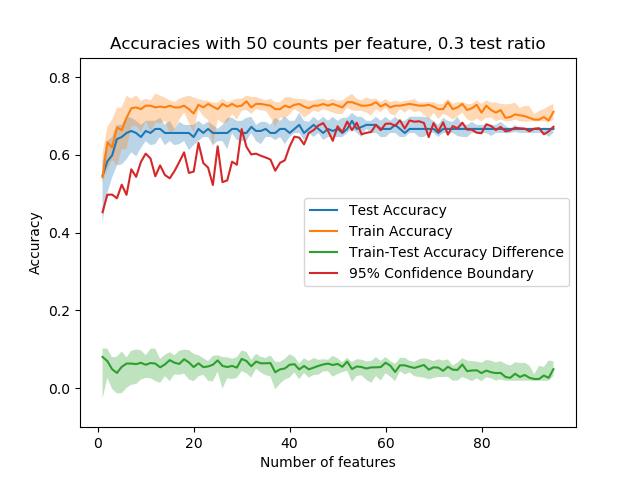 Accuracies with 50 counts per feature, 0.3 test ratio
0.8
0.6
0.4
0.2
0.0
Accuracy
Test Accuracy
Train Accuracy
Train-Test Accuracy Difference
95% Confidence Boundary
0 20 40 60 80
Number of features